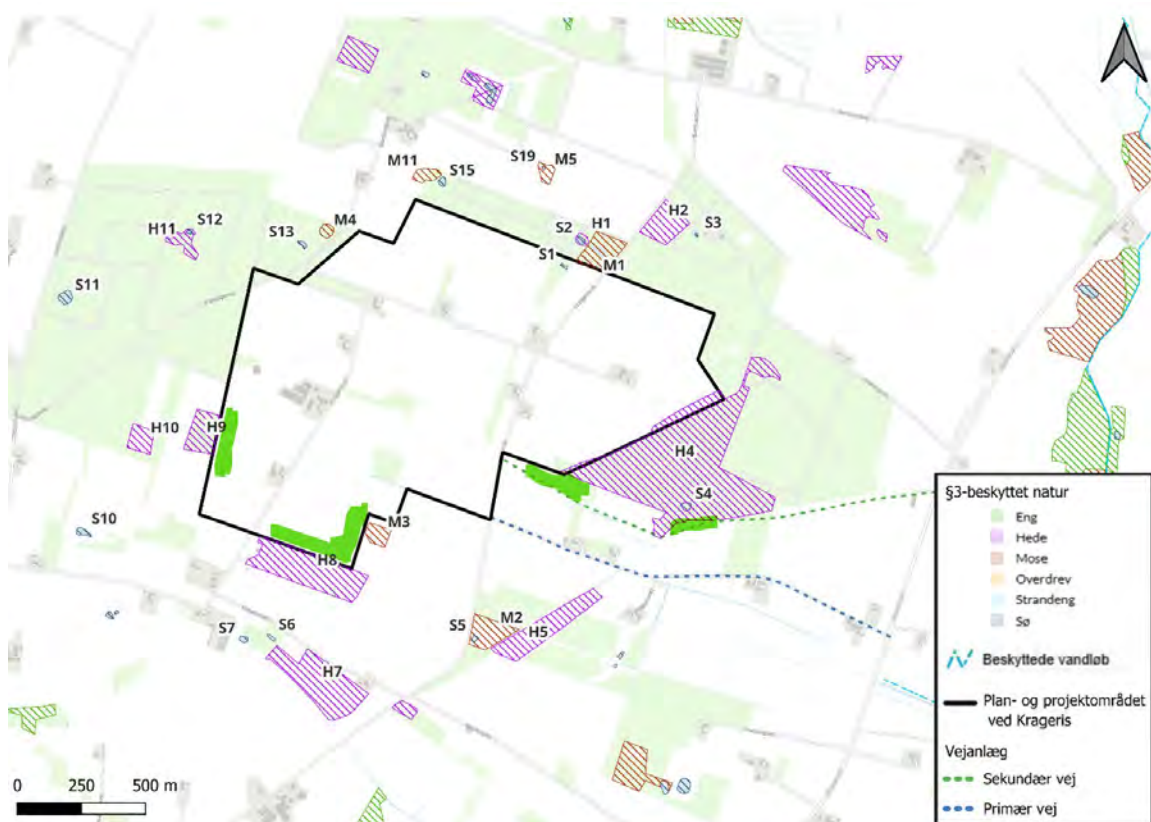 M11
S15
S19
M5
S12
H11
S13
M4
S2
H1
H2
S3
S1
M1
S11
H10
H9
H4
S4
S10
M3
H8
S7
S6
S5
M2
H5
H7
§3-beskyttet natur
Eng
Hede
Mose
Overdrev
Strandeng
Sø
Beskyttede vandløb
Plan- og projektområdet
ved Krageris
Vejanlæg
Sekundær vej
Primær vej
0 250 500 m